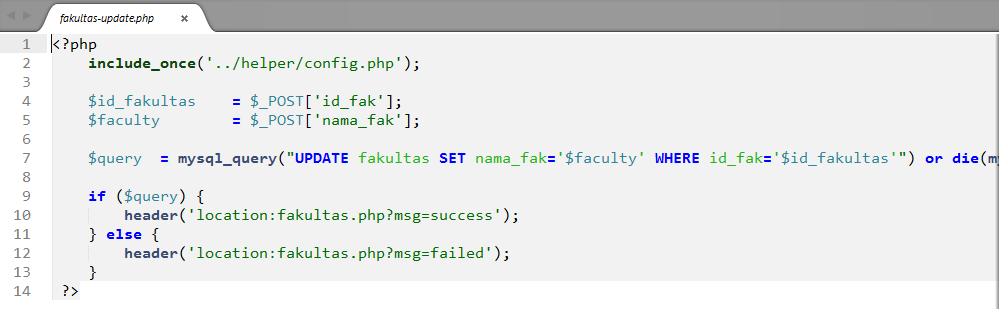 fakultas-update.php ×
1 <?php
2     include_once('../helper/config.php');
3
4     $id_fakultas    = $_POST['id_fak'];
5     $faculty        = $_POST['nama_fak'];
6
7     $query  = mysql_query("UPDATE fakultas SET nama_fak='$faculty' WHERE id_fak='$id_fakultas'") or die(
8
9     if ($query) {
10         header('location:fakultas.php?msg=success');
11     } else {
12         header('location:fakultas.php?msg=failed');
13     }
14  ?>